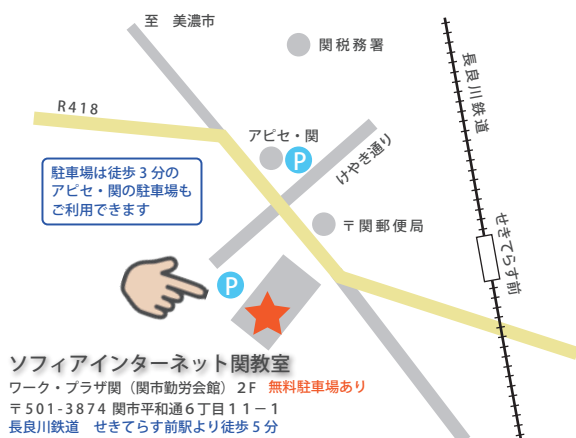 至 美濃市
関税務署
長良川鉄道
R418
アピセ・関
P
けやき通り
駐車場は徒歩3分の
アピセ・関の駐車場も
ご利用できます
〒関郵便局
せきてらす前
P
ソフィアインターネット関教室
ワーク・プラザ関(関市勤労会館)2F 無料駐車場あり
〒501-3874 関市平和通6丁目11－1
長良川鉄道 せきてらす前駅より徒歩5分